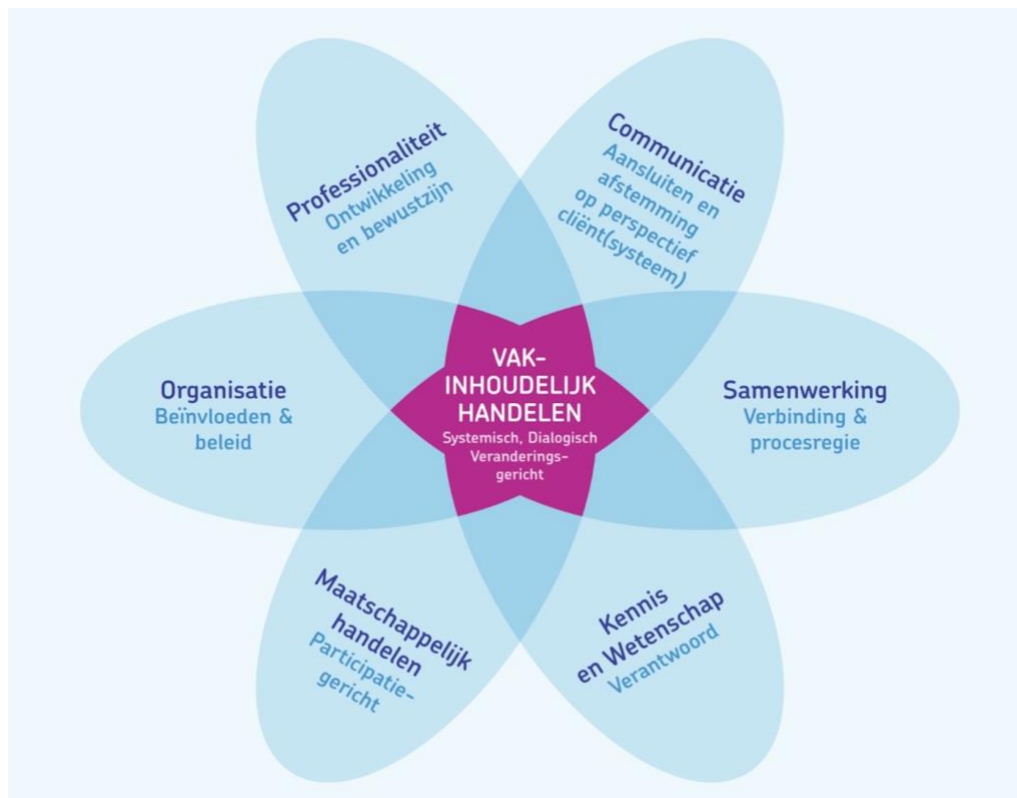 Professionaliteit
Ontwikkeling
en bewustzijn
Communicatie
Aansluiten en
afstemming
op perspectief
cliënt(systeem)
Organisatie
Beïnvloeden &
beleid
VAK-
INHOUDELIJK
HANDELEN
Systemisch, Dialogisch
Veranderings-
gericht
Samenwerking
Verbinding &
procesregie
Maatschappelijk
handelen
Participatie-
gericht
Kennis
en Wetenschap
Verantwoord